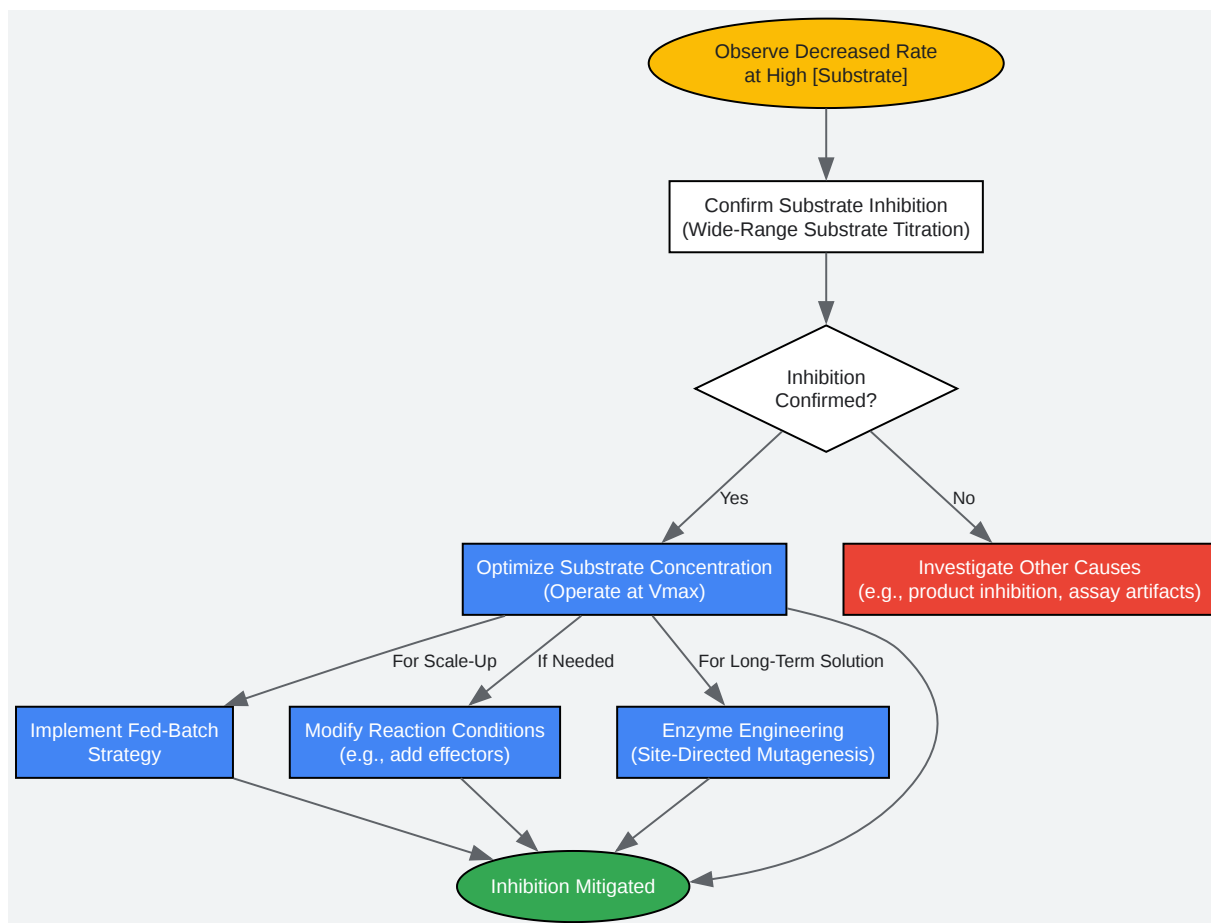 Observe Decreased Rate
at High [Substrate]
Confirm Substrate Inhibition
(Wide-Range Substrate Titration)
Inhibition
Confirmed?
Yes
No
Optimize Substrate Concentration
(Operate at Vmax)
Investigate Other Causes
(e.g., product inhibition, assay artifacts)
For Scale-Up
If Needed
For Long-Term Solution
Implement Fed-Batch
Strategy
Modify Reaction Conditions
(e.g., add effectors)
Enzyme Engineering
(Site-Directed Mutagenesis)
Inhibition Mitigated